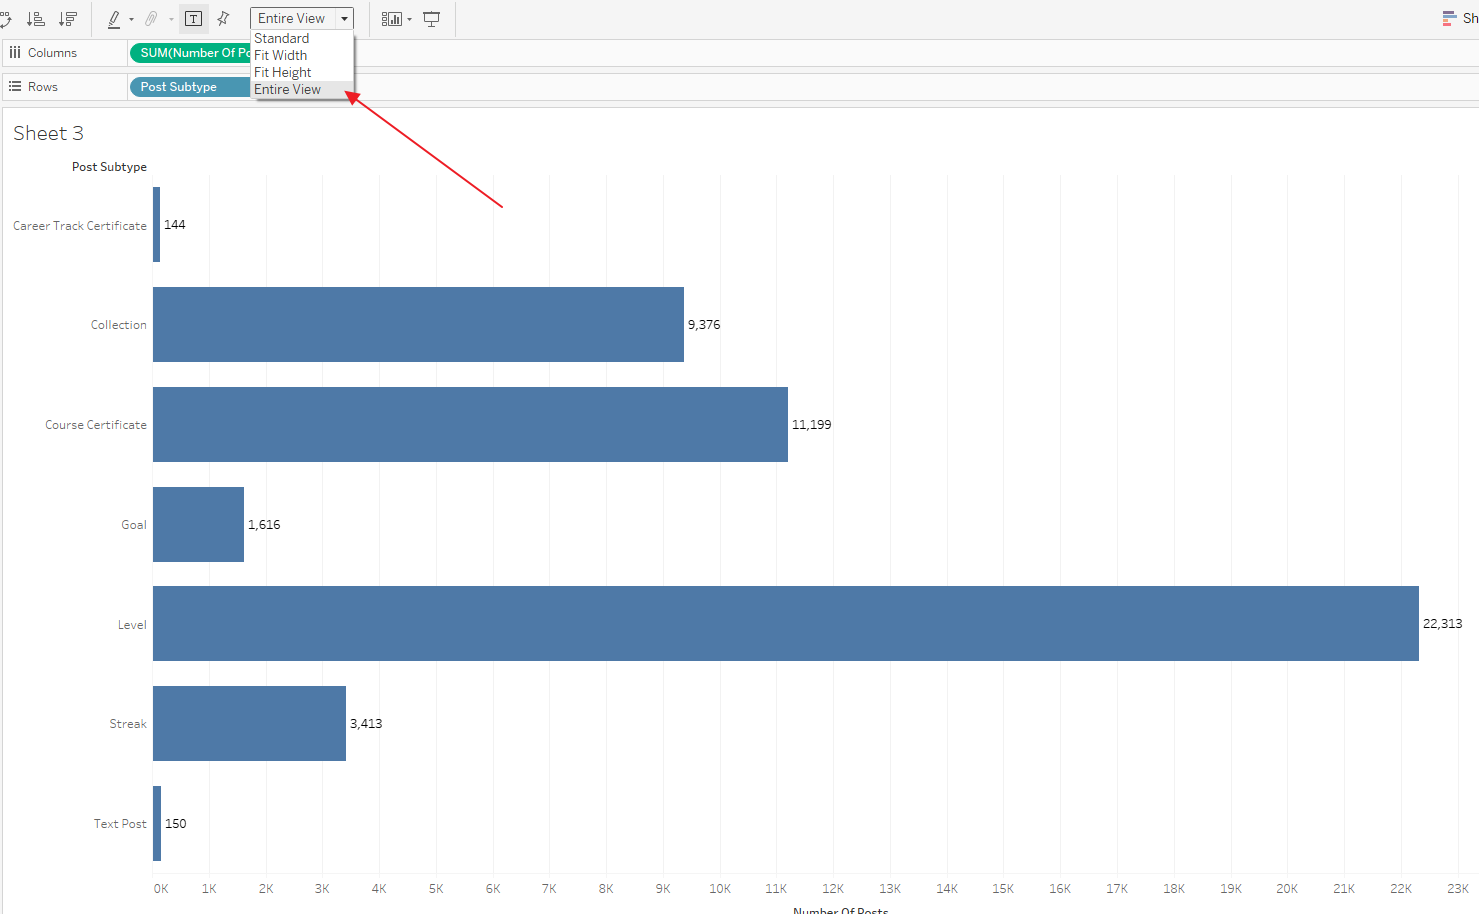 T
Entire View
Sh
Standard
Fit Width
Fit Height
Entire View
Columns
SUM(Number Of Po
Rows
Post Subtype
Sheet 3
Post Subtype
Career Track Certificate
144
Collection
9,376
Course Certificate
11,199
Goal
1,616
Level
22,313
Streak
3,413
Text Post
150
0K 1K 2K 3K 4K 5K 6K 7K 8K 9K 10K 11K 12K 13K 14K 15K 16K 17K 18K 19K 20K 21K 22K 23K
Number Of Posts